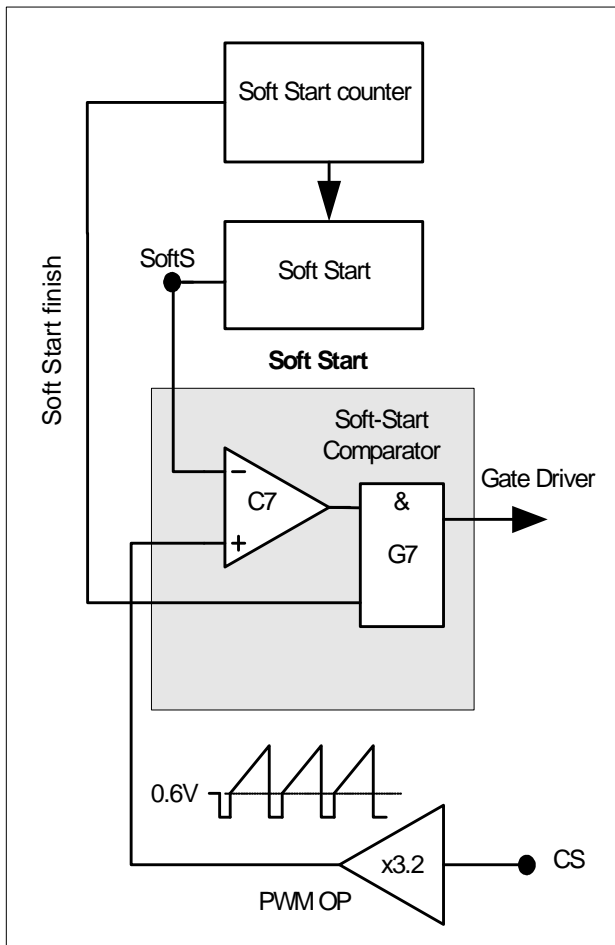 Soft Start counter
Soft Start finish
SoftS
Soft Start
Soft Start
Soft-Start
Comparator
Gate Driver
−
C7
+
&
G7
0.6V
x3.2
CS
PWM OP